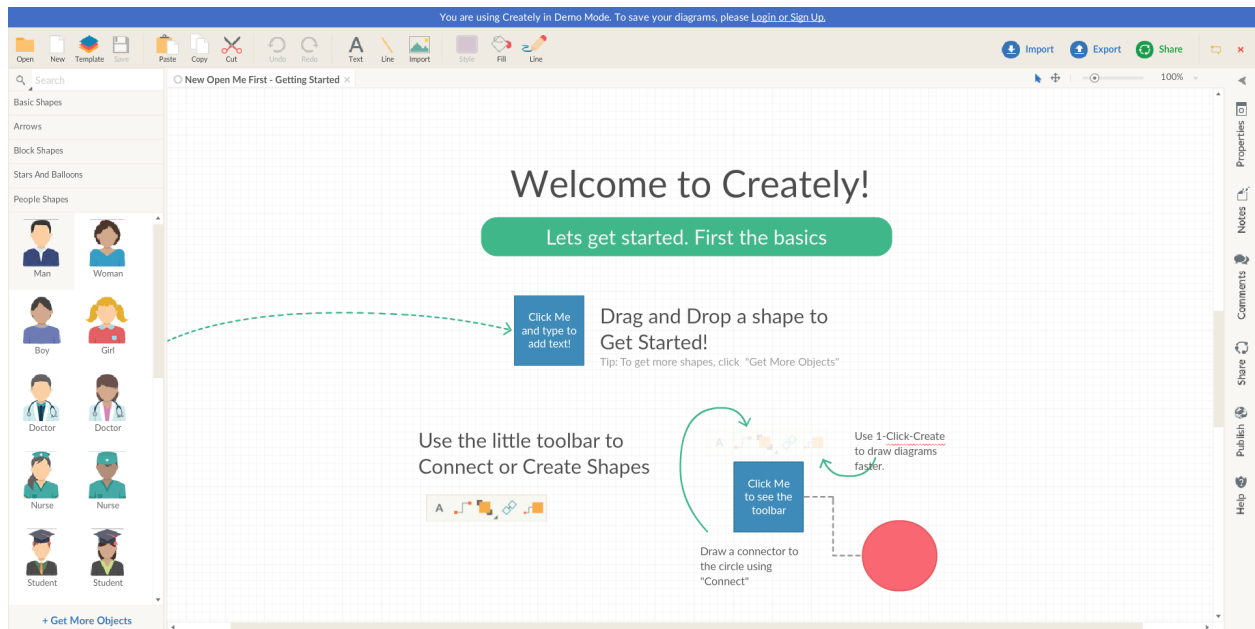 You are using Creately in Demo Mode. To save your diagrams, please Login or Sign Up.
Open New Template Save Paste Copy Cut Undo Redo Text Line Import Style Fill Line Import Export Share
Search
New Open Me First - Getting Started
100%
Basic Shapes
Arrows
Block Shapes
Stars And Balloons
People Shapes
Man Woman
Boy Girl
Doctor Doctor
Nurse Nurse
Student Student
+ Get More Objects
Welcome to Creately!
Lets get started. First the basics
Click Me
and type to
add text!
Drag and Drop a shape to
Get Started!
Tip: To get more shapes, click "Get More Objects"
Use the little toolbar to
Connect or Create Shapes
A
A
Use 1-Click-Create
to draw diagrams
faster.
Click Me
to see the
toolbar
Draw a connector to
the circle using
"Connect"
Properties
Notes
Comments
Share
Publish
Help